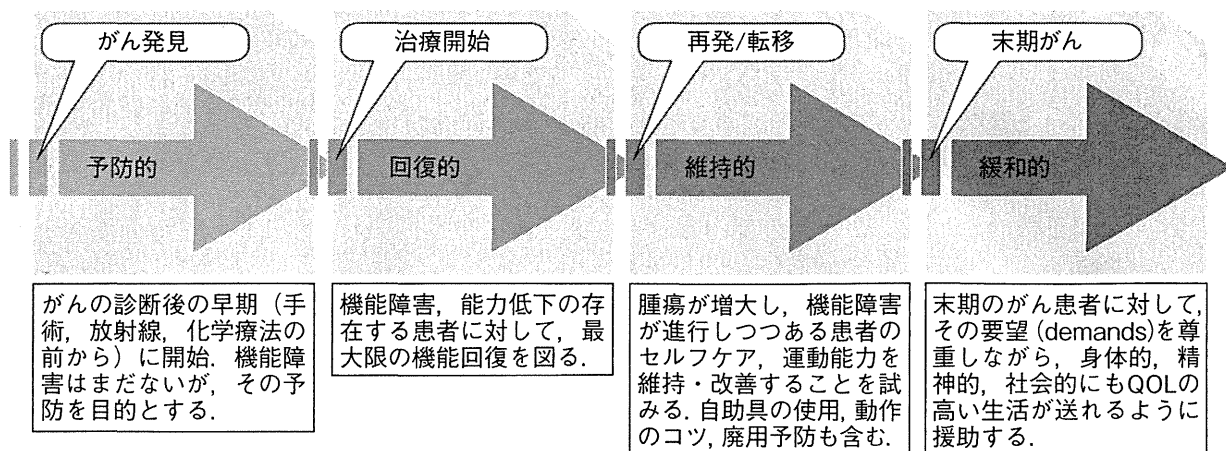 がん発見
治療開始
再発/転移
末期がん
予防的
回復的
維持的
緩和的
がんの診断後の早期（手
術，放射線，化学療法の
前から）に開始．機能障
害はまだないが，その予
防を目的とする．
機能障害，能力低下の存
在する患者に対して，最
大限の機能回復を図る．
腫瘍が増大し，機能障害
が進行しつつある患者の
セルフケア，運動能力を
維持・改善することを試
みる．自助具の使用，動作
のコツ，廃用予防も含む．
末期のがん患者に対して，
その要望（demands）を尊
重しながら，身体的，精
神的，社会的にもQOLの
高い生活が送れるように
援助する．